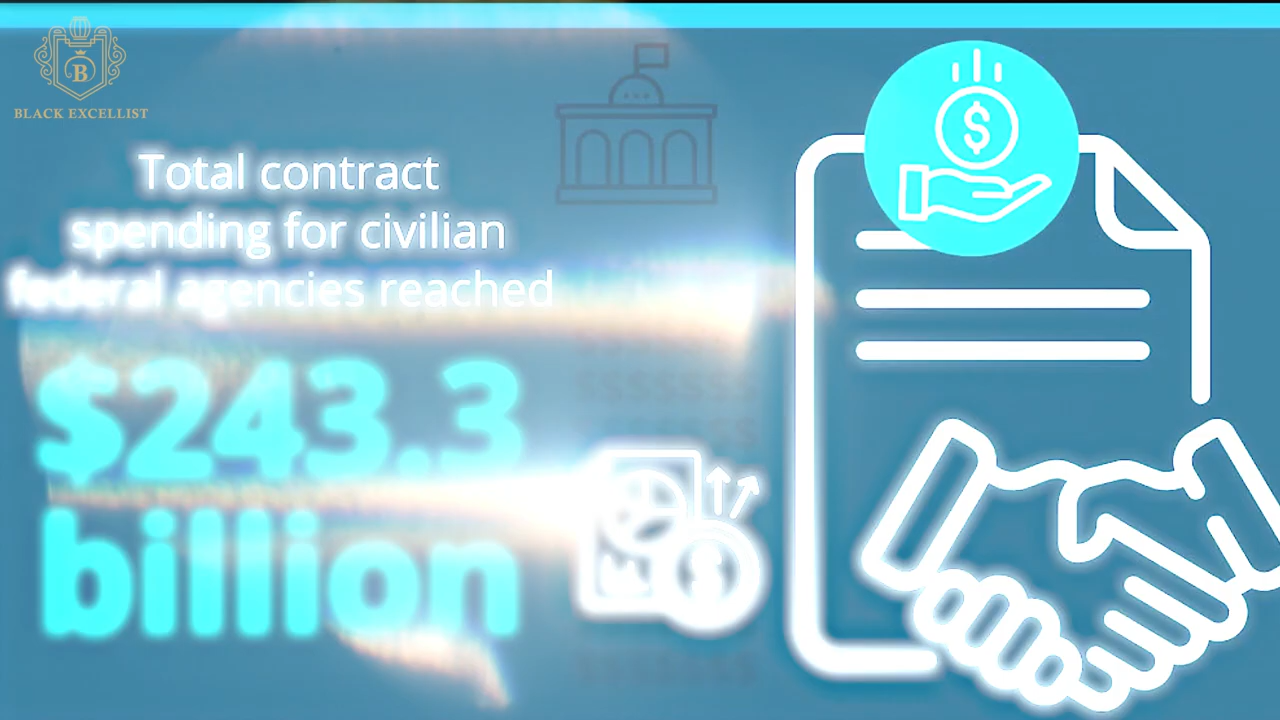 BLACK EXCELLIST
Total contract
spending for civilian
federal agencies reached
$243.3
billion